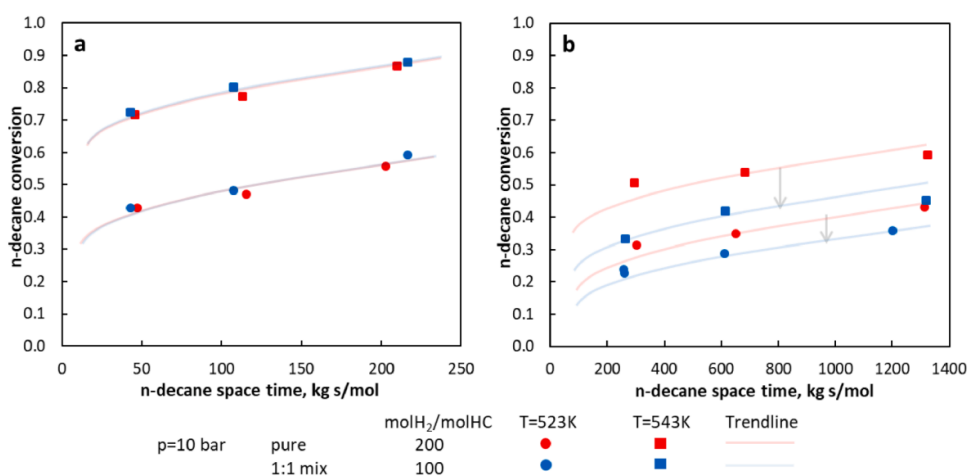 a
1.0
0.9
0.8
0.7
0.6
0.5
0.4
0.3
0.2
0.1
0.0
n-decane conversion
0 50 100 150 200 250
n-decane space time, kg s/mol
b
1.0
0.9
0.8
0.7
0.6
0.5
0.4
0.3
0.2
0.1
0.0
n-decane conversion
0 200 400 600 800 1000 1200 1400
n-decane space time, kg s/mol
molH₂/molHC T=523K T=543K Trendline
p=10 bar pure 200
1:1 mix 100